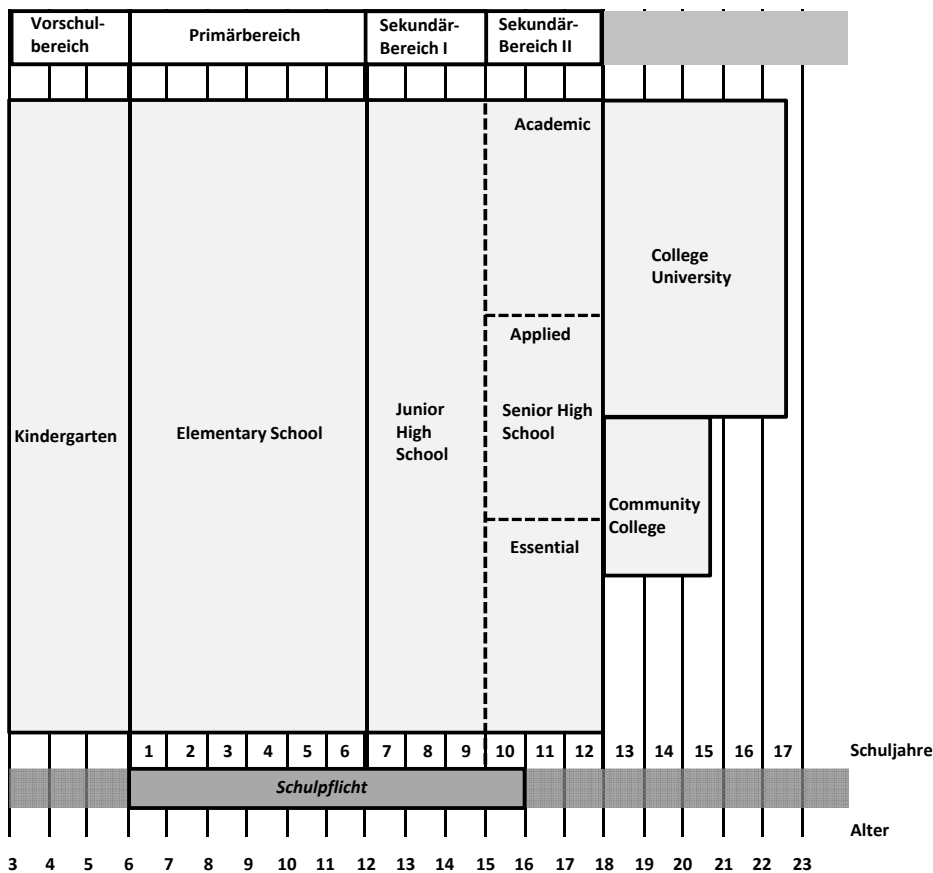 Vorschul-
bereich
Primärbereich
Sekundär-
Bereich I
Sekundär-
Bereich II
Academic
College
University
Applied
Kindergarten
Elementary School
Junior
High
School
Senior High
School
Community
College
Essential
1 2 3 4 5 6 7 8 9 10 11 12 13 14 15 16 17 Schuljahre
Schulpflicht
Alter
3 4 5 6 7 8 9 10 11 12 13 14 15 16 17 18 19 20 21 22 23